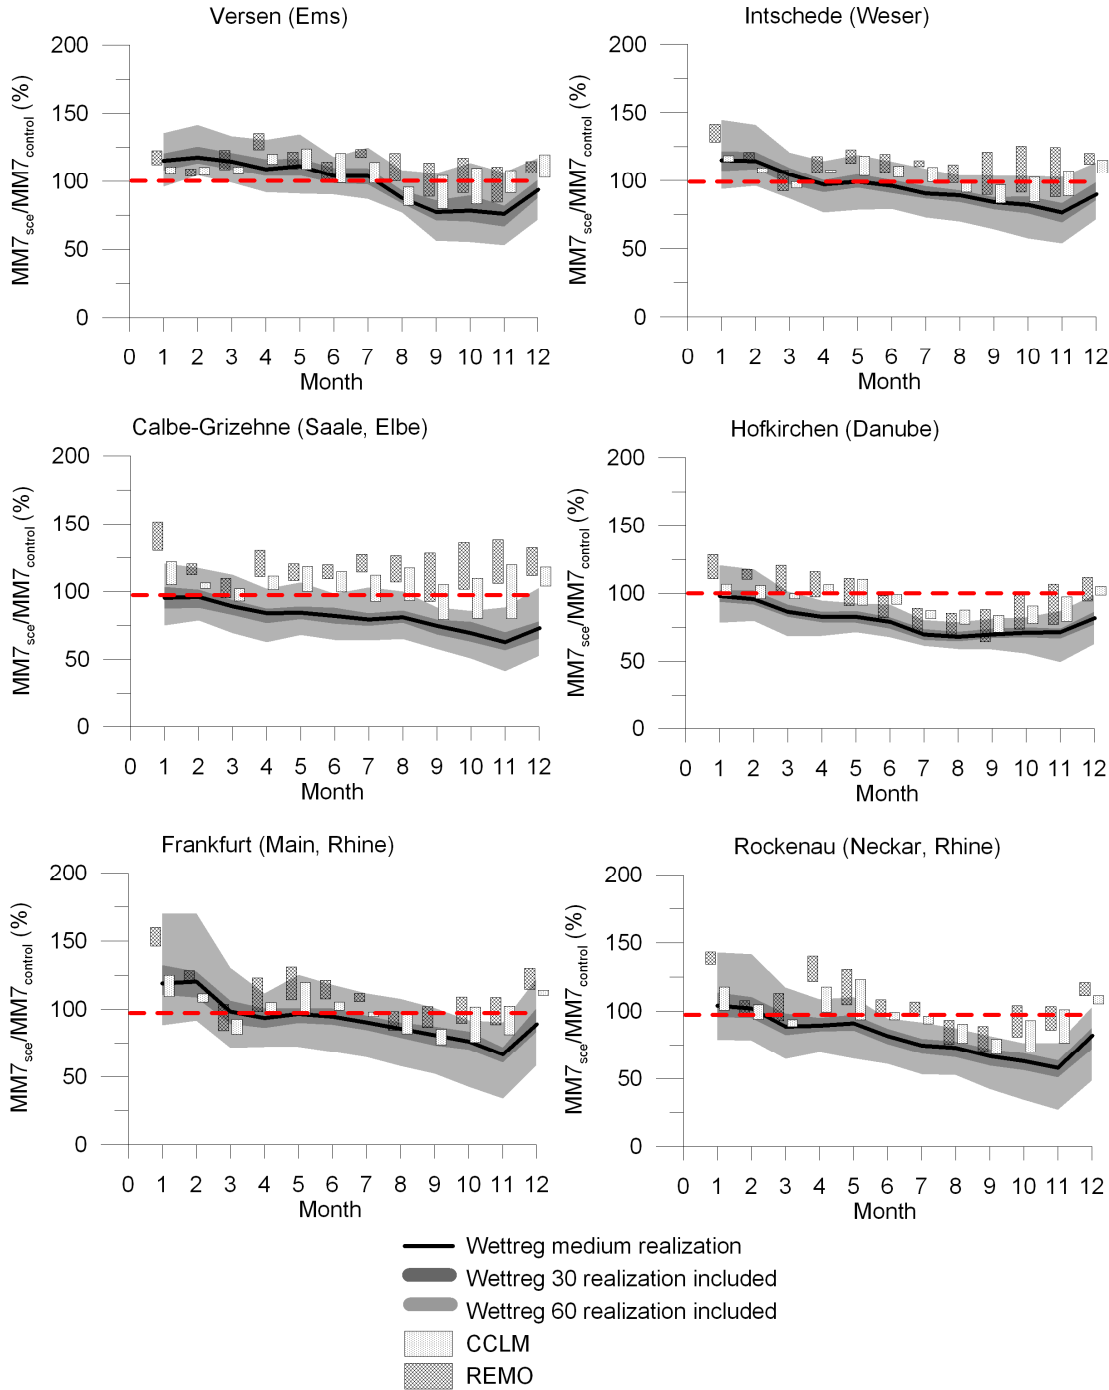 Versen (Ems)
MM7sce/MM7control (%)
200
150
100
50
0
0 1 2 3 4 5 6 7 8 9 10 11 12
Month
Intschede (Weser)
MM7sce/MM7control (%)
200
150
100
50
0
0 1 2 3 4 5 6 7 8 9 10 11 12
Month
Calbe-Grizehne (Saale, Elbe)
MM7sce/MM7control (%)
200
150
100
50
0
0 1 2 3 4 5 6 7 8 9 10 11 12
Month
Hofkirchen (Danube)
MM7sce/MM7control (%)
200
150
100
50
0
0 1 2 3 4 5 6 7 8 9 10 11 12
Month
Frankfurt (Main, Rhine)
MM7sce/MM7control (%)
200
150
100
50
0
0 1 2 3 4 5 6 7 8 9 10 11 12
Month
Rockenau (Neckar, Rhine)
MM7sce/MM7control (%)
200
150
100
50
0
0 1 2 3 4 5 6 7 8 9 10 11 12
Month
Wettreg medium realization
Wettreg 30 realization included
Wettreg 60 realization included
CCLM
REMO